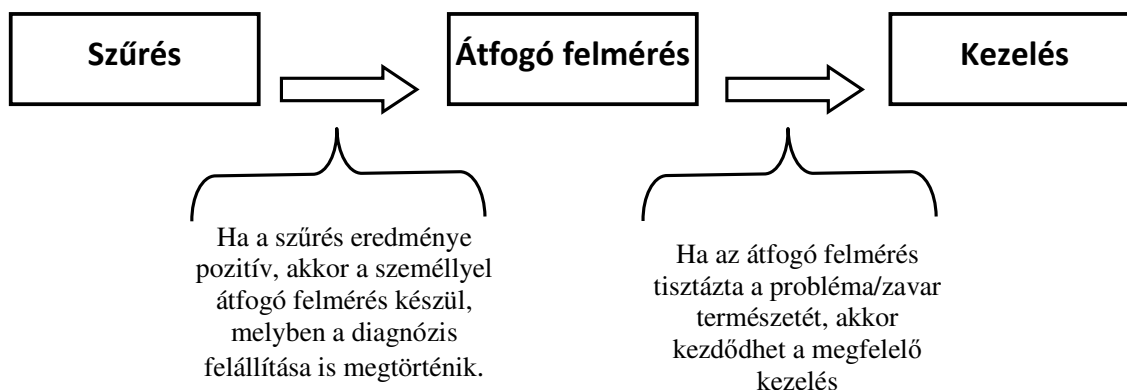 Szűrés
Átfogó felmérés
Kezelés
Ha a szűrés eredménye
pozitív, akkor a személlyel
átfogó felmérés készül,
melyben a diagnózis
felállítása is megtörténik.
Ha az átfogó felmérés
tisztázta a probléma/zavar
természetét, akkor
kezdődhet a megfelelő
kezelés